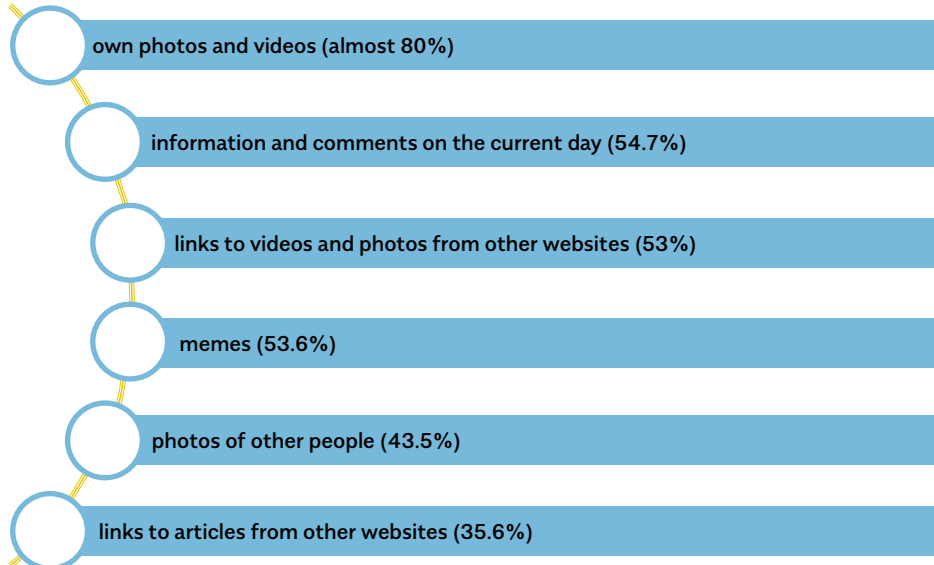 own photos and videos (almost 80%)
information and comments on the current day (54.7%)
links to videos and photos from other websites (53%)
memes (53.6%)
photos of other people (43.5%)
links to articles from other websites (35.6%)